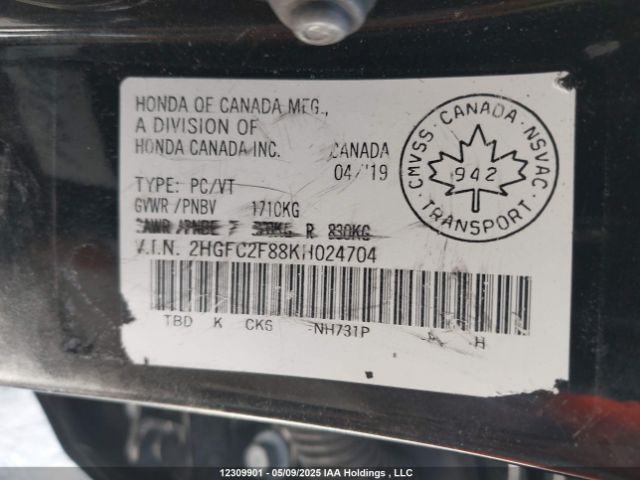 HONDA OF CANADA MFG.,
A DIVISION OF
HONDA CANADA INC.
CANADA
04/'19
TYPE: PC/VT
GVWR/PNBV 1710KG
R 830KG
V.I.N. 2HGFC2F88KH024704
TBD K CKS NH731P A H
CMVSS · CANADA · NSVAC
942
TRANSPORT
12309901 - 05/09/2025 IAA Holdings , LLC